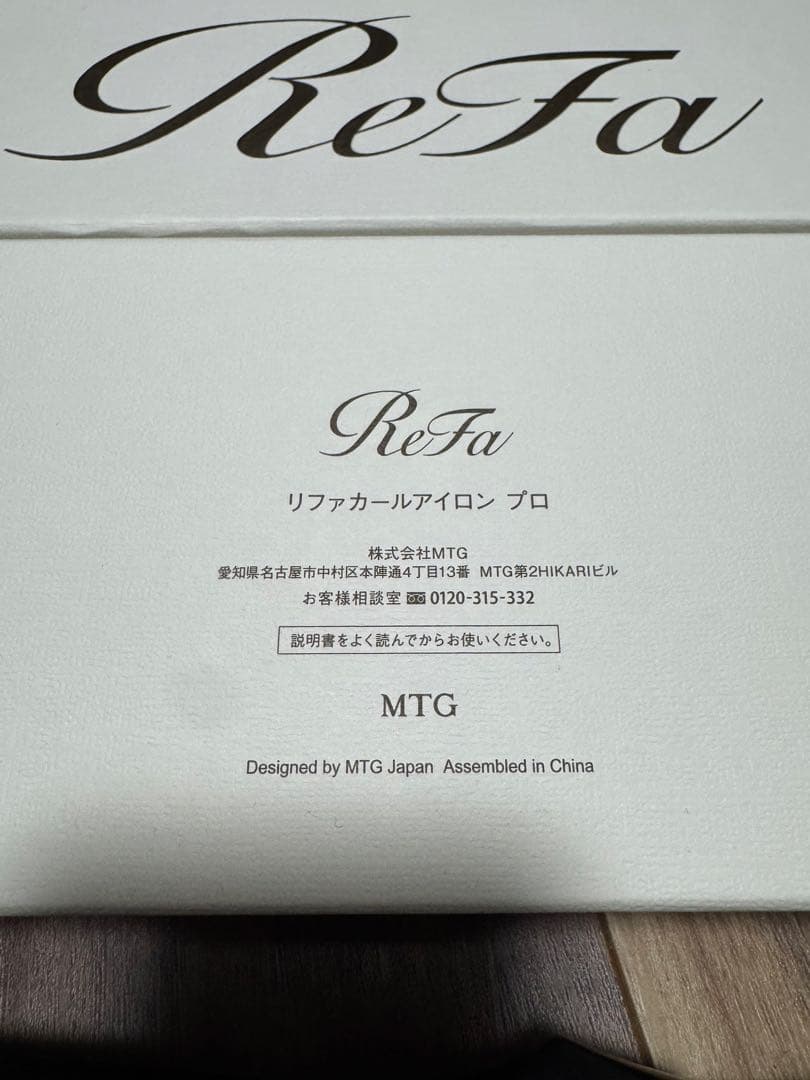 ReFa
ReFa
リファカールアイロン プロ
株式会社MTG
愛知県名古屋市中村区本陣通4丁目13番 MTG第2HIKARIビル
お客様相談室 0120-315-332
説明書をよく読んでからお使いください。
MTG
Designed by MTG Japan Assembled in China